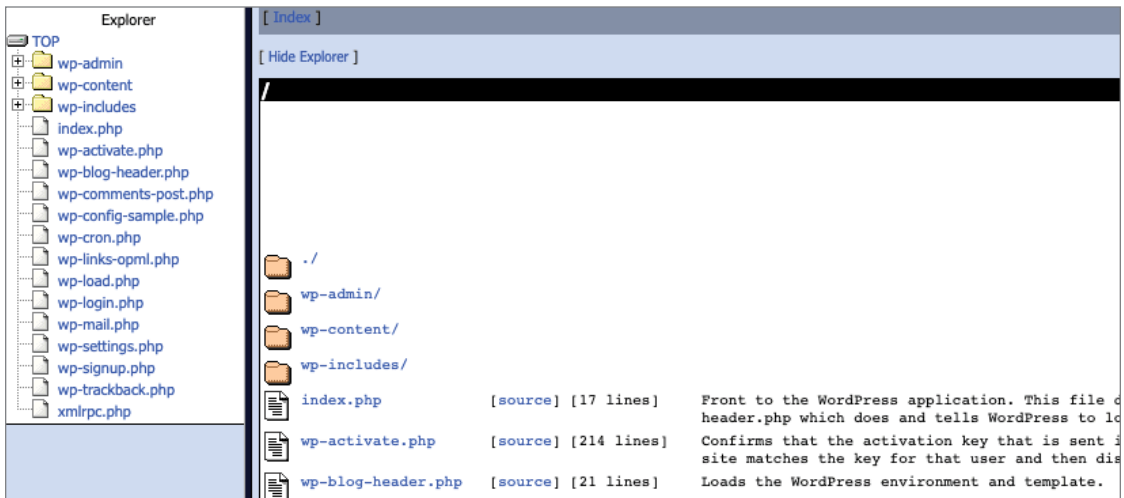 Explorer
TOP
wp-admin
wp-content
wp-includes
index.php
wp-activate.php
wp-blog-header.php
wp-comments-post.php
wp-config-sample.php
wp-cron.php
wp-links-opml.php
wp-load.php
wp-login.php
wp-mail.php
wp-settings.php
wp-signup.php
wp-trackback.php
xmlrpc.php
[ Index ]
[ Hide Explorer ]
/
./
wp-admin/
wp-content/
wp-includes/
index.php [source] [17 lines] Front to the WordPress application. This file
header.php which does and tells WordPress to
wp-activate.php [source] [214 lines] Confirms that the activation key that is sent
site matches the key for that user and then
wp-blog-header.php [source] [21 lines] Loads the WordPress environment and template.